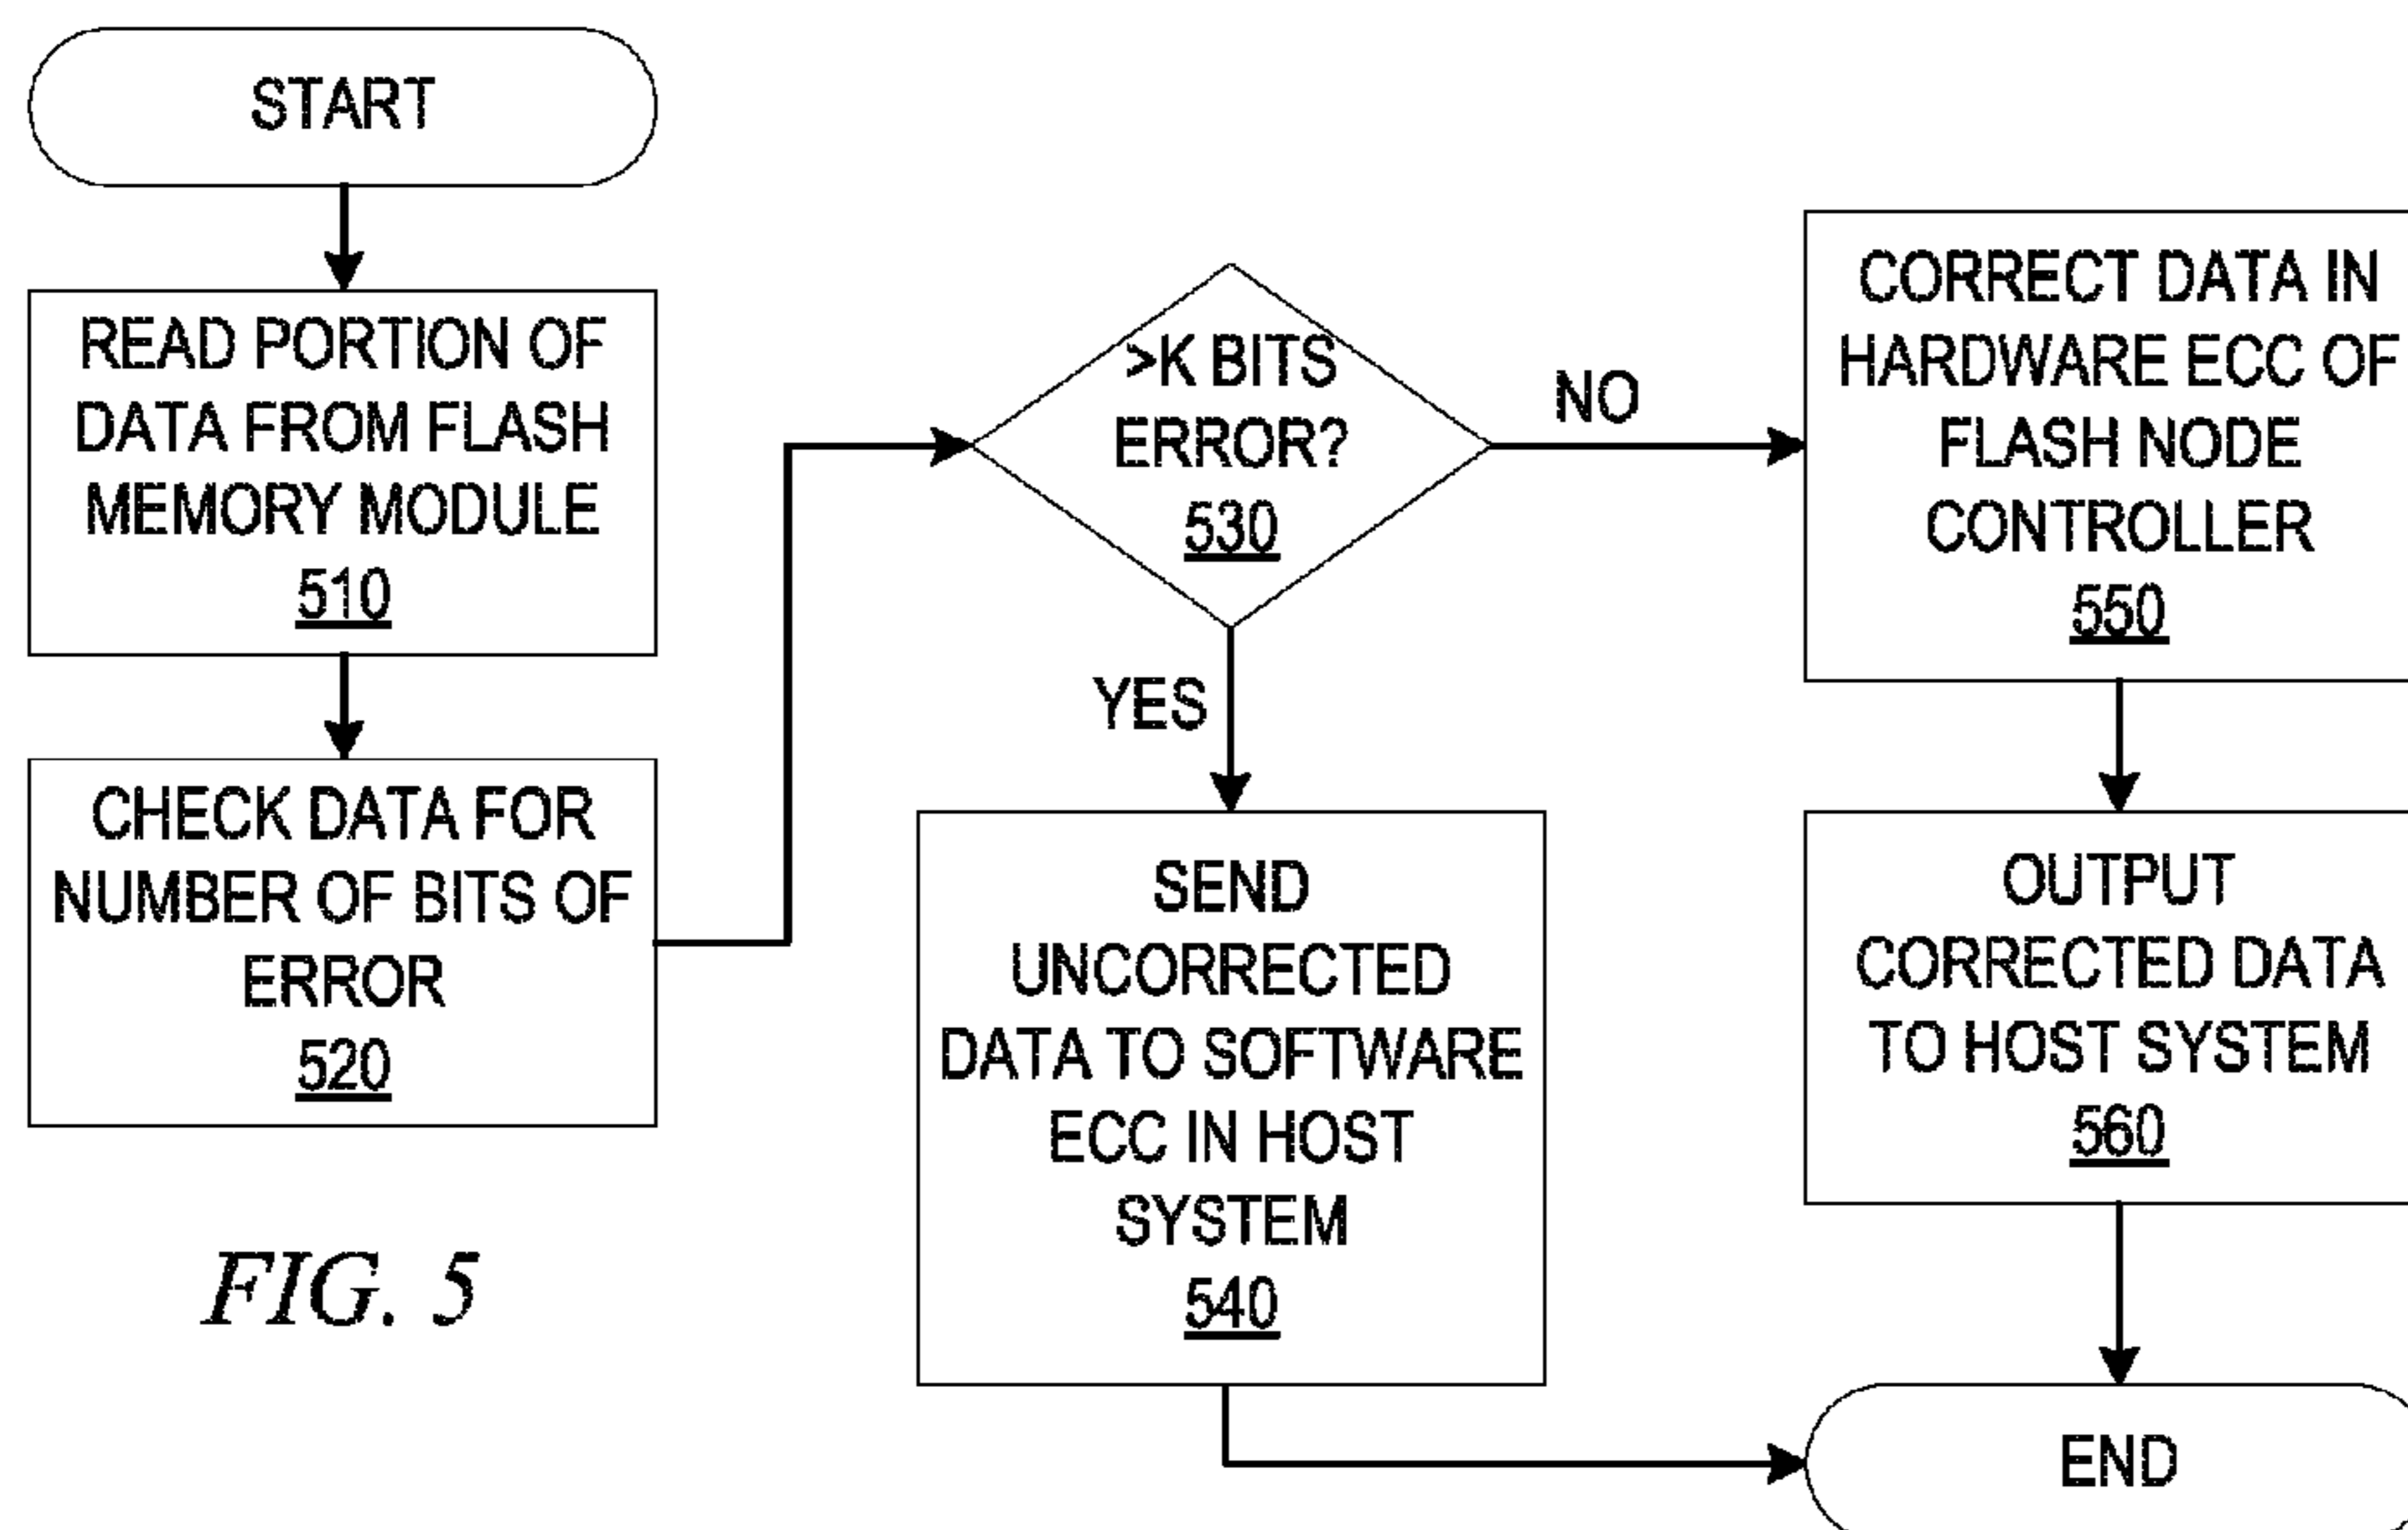 START
READ PORTION OF
DATA FROM FLASH
MEMORY MODULE
510
CHECK DATA FOR
NUMBER OF BITS OF
ERROR
520
>K BITS
ERROR?
530
NO
YES
SEND
UNCORRECTED
DATA TO SOFTWARE
ECC IN HOST
SYSTEM
540
CORRECT DATA IN
HARDWARE ECC OF
FLASH NODE
CONTROLLER
550
OUTPUT
CORRECTED DATA
TO HOST SYSTEM
560
END
FIG. 5